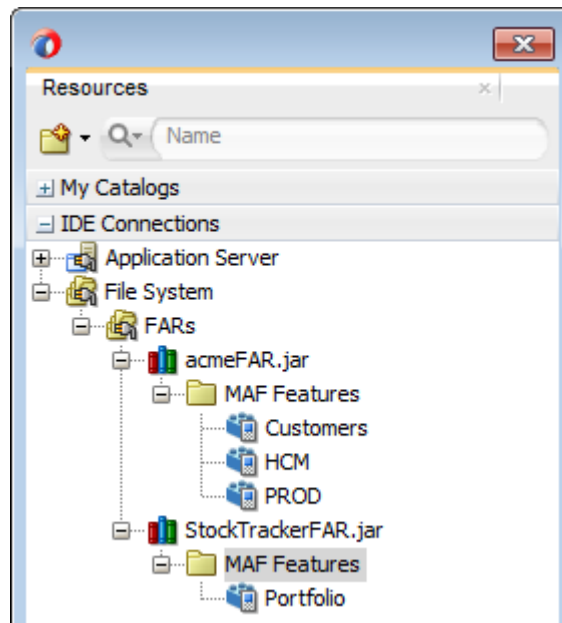 Resources
Name
My Catalogs
IDE Connections
Application Server
File System
FARs
acmeFAR.jar
MAF Features
Customers
HCM
PROD
StockTrackerFAR.jar
MAF Features
Portfolio